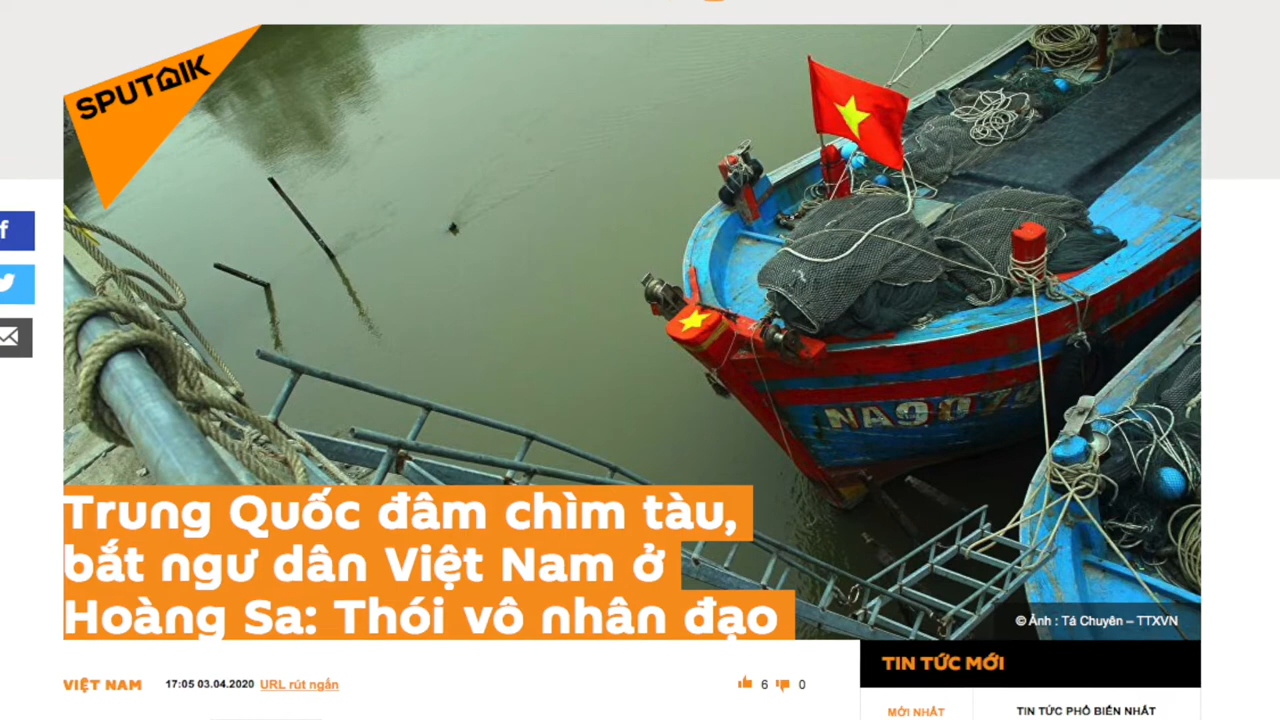 SPUTNIK
f
NA9079
Trung Quốc đâm chìm tàu,
bắt ngư dân Việt Nam ở
Hoàng Sa: Thói vô nhân đạo
© Ảnh : Tá Chuyên – TTXVN
VIỆT NAM 17:05 03.04.2020 URL rút ngắn 6 0
TIN TỨC MỚI
MỚI NHẤT TIN TỨC PHỔ BIẾN NHẤT